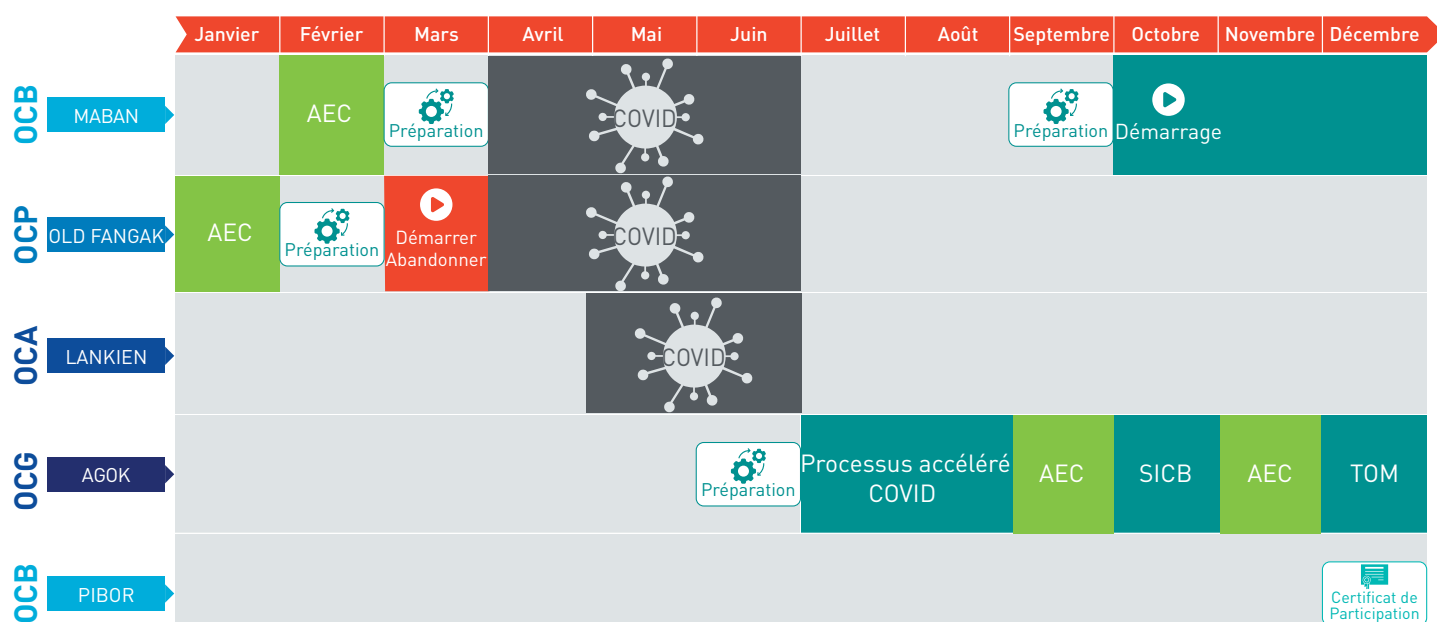 Janvier Février Mars Avril Mai Juin Juillet Août Septembre Octobre Novembre Décembre
OCB
MABAN
AEC
Préparation
COVID
Préparation
Démarrage
OCP
OLD FANGAK
AEC
Préparation
Démarrer
Abandonner
COVID
OCA
LANKIEN
COVID
OCG
AGOK
Préparation
Processus accéléré
COVID
AEC
SICB
AEC
TOM
OCB
PIBOR
Certificat de
Participation